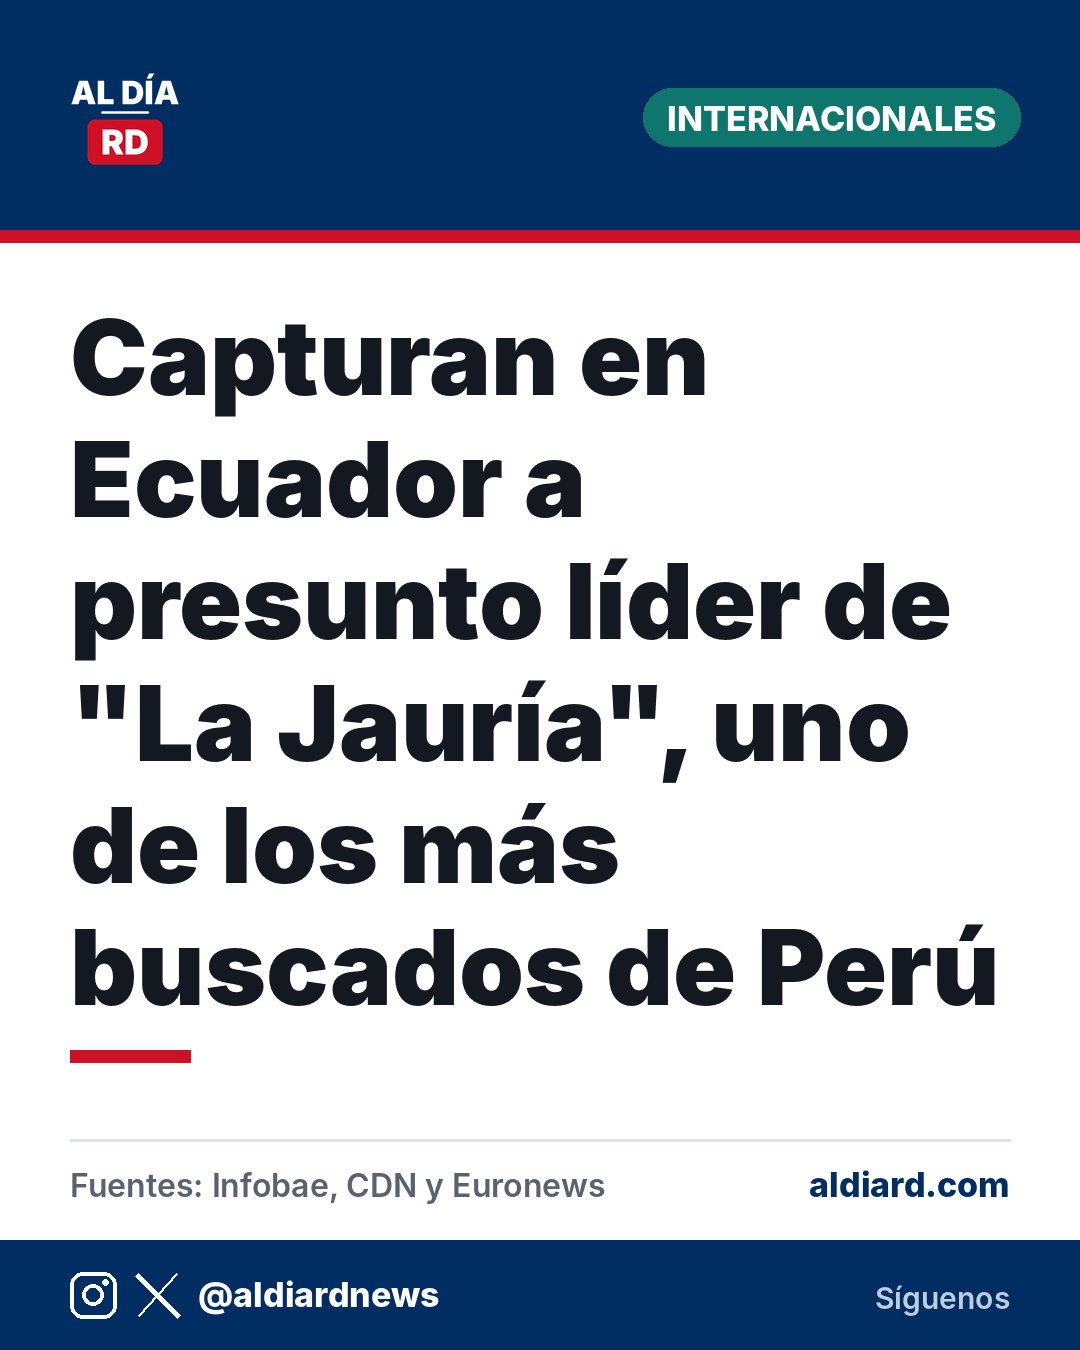 AL DÍA
RD
INTERNACIONALES
Capturan en
Ecuador a
presunto líder de
"La Jauría", uno
de los más
buscados de Perú
Fuentes: Infobae, CDN y Euronews
aldiard.com
@aldiardnews
Síguenos